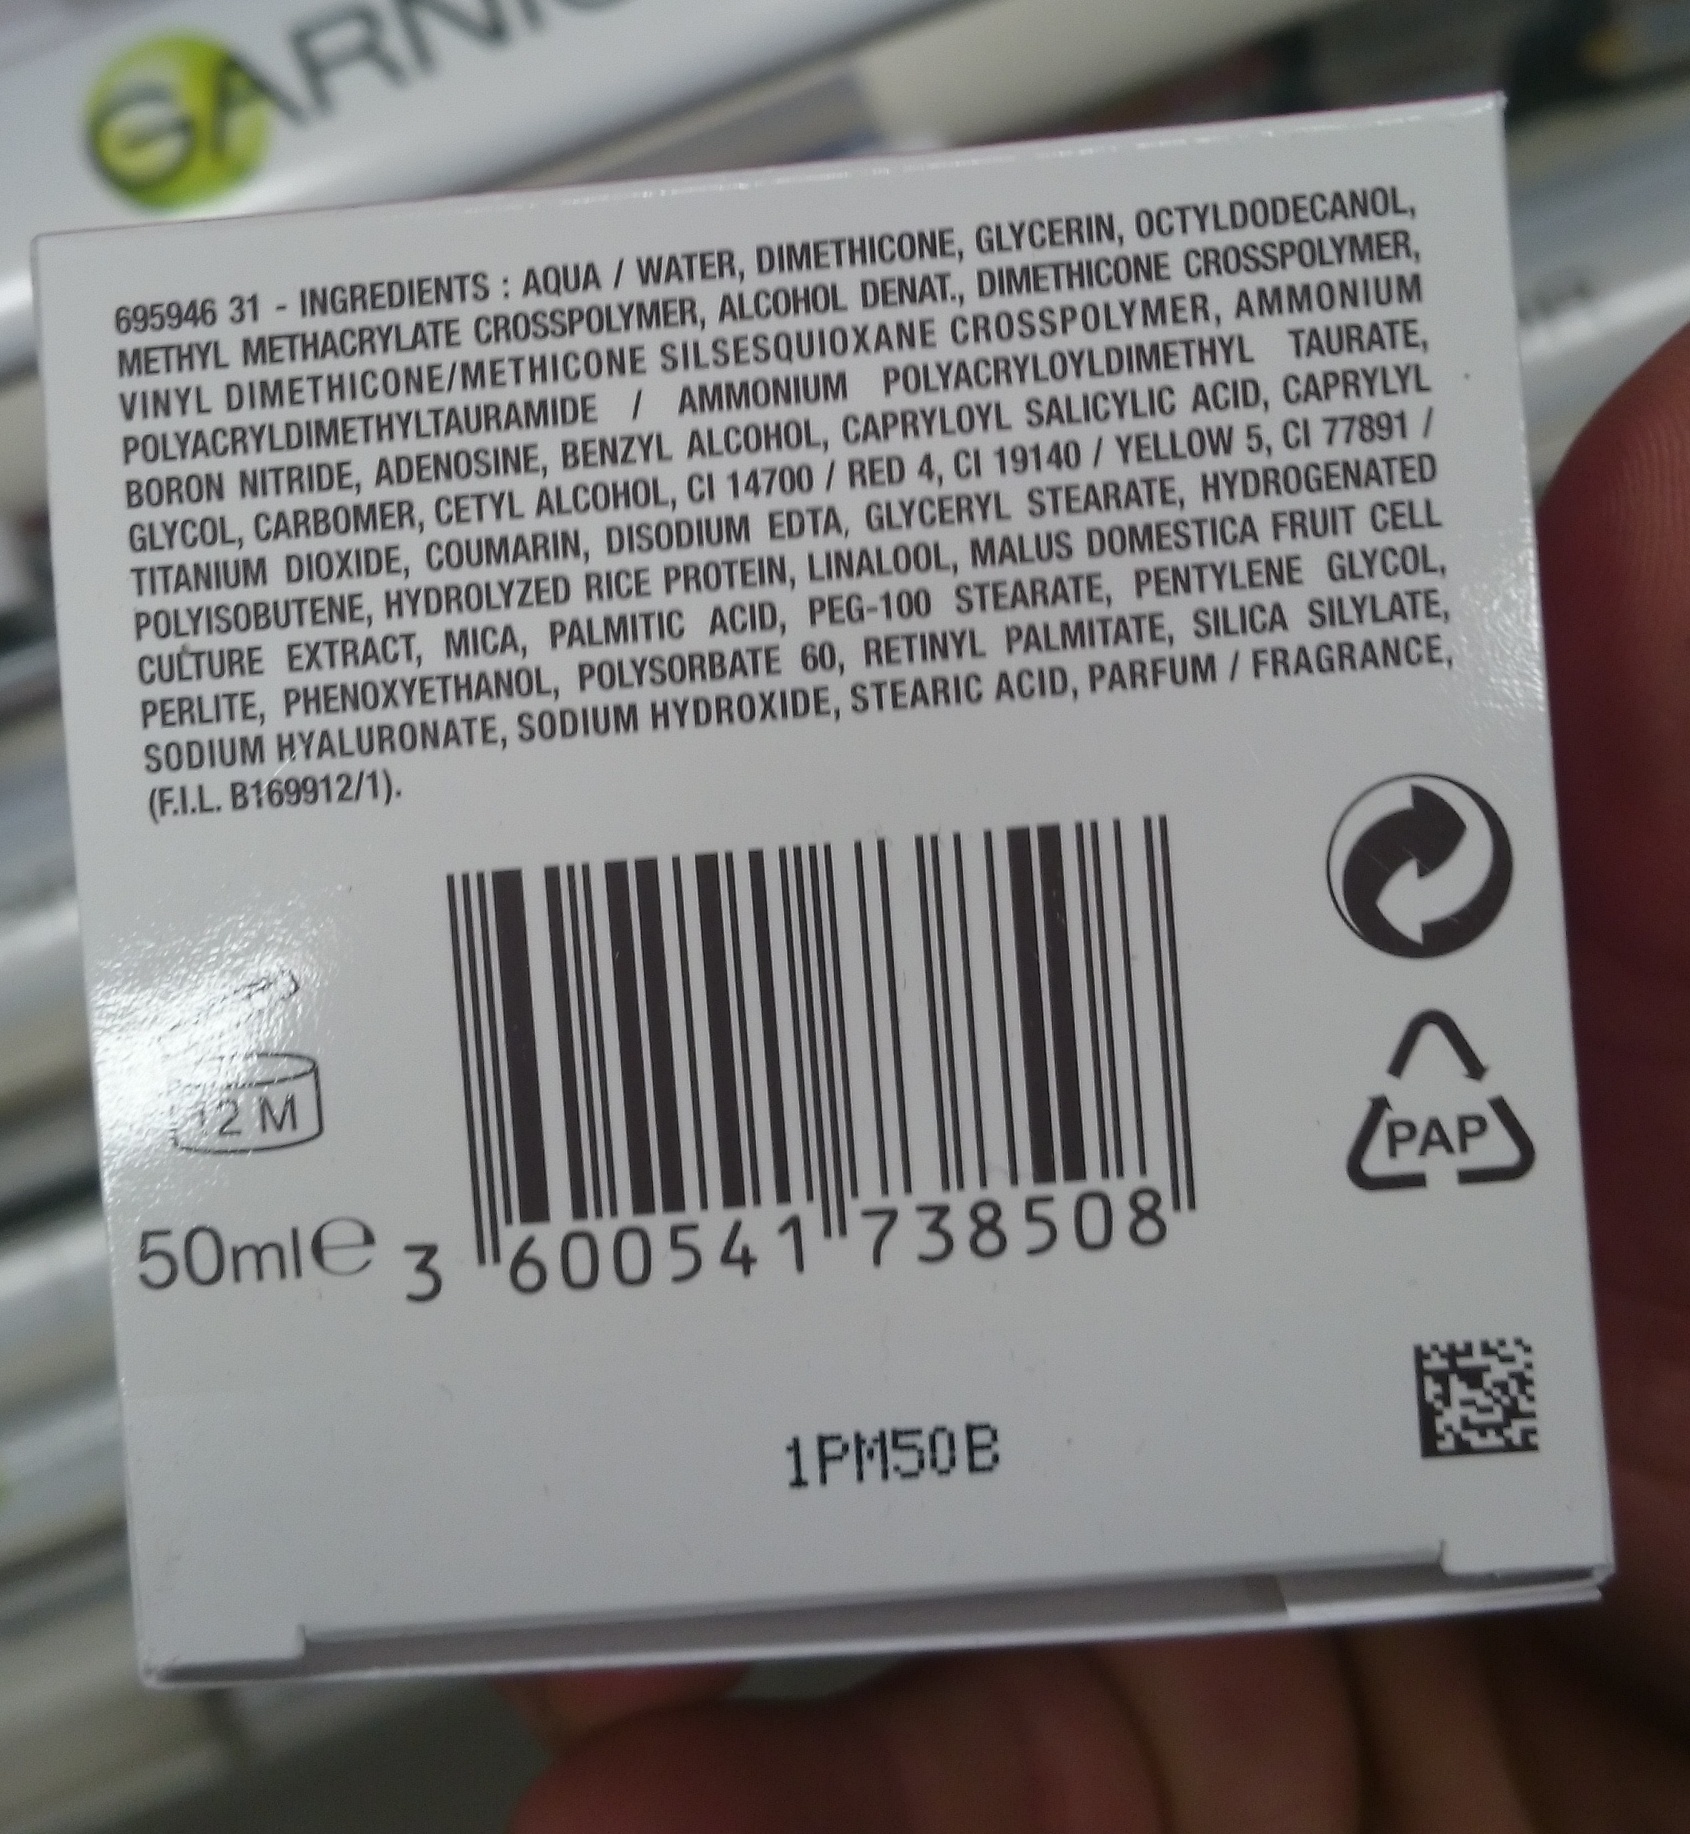 GARNI
695946 31 - INGREDIENTS : AQUA / WATER, DIMETHICONE, GLYCERIN, OCTYLDODECANOL,
METHYL METHACRYLATE CROSSPOLYMER, ALCOHOL DENAT., DIMETHICONE CROSSPOLYMER,
VINYL DIMETHICONE/METHICONE SILSESQUIOXANE CROSSPOLYMER, AMMONIUM
POLYACRYLDIMETHYLTAURAMIDE / AMMONIUM POLYACRYLOYLDIMETHYL TAURATE,
BORON NITRIDE, ADENOSINE, BENZYL ALCOHOL, CAPRYLOYL SALICYLIC ACID, CAPRYLYL
GLYCOL, CARBOMER, CETYL ALCOHOL, CI 14700 / RED 4, CI 19140 / YELLOW 5, CI 77891 /
TITANIUM DIOXIDE, COUMARIN, DISODIUM EDTA, GLYCERYL STEARATE, HYDROGENATED
POLYISOBUTENE, HYDROLYZED RICE PROTEIN, LINALOOL, MALUS DOMESTICA FRUIT CELL
CULTURE EXTRACT, MICA, PALMITIC ACID, PEG-100 STEARATE, PENTYLENE GLYCOL,
PERLITE, PHENOXYETHANOL, POLYSORBATE 60, RETINYL PALMITATE, SILICA SILYLATE,
SODIUM HYALURONATE, SODIUM HYDROXIDE, STEARIC ACID, PARFUM / FRAGRANCE,
(F.I.L. B169912/1).
12 M
PAP
50ml e
3 600541 738508
1PM50B